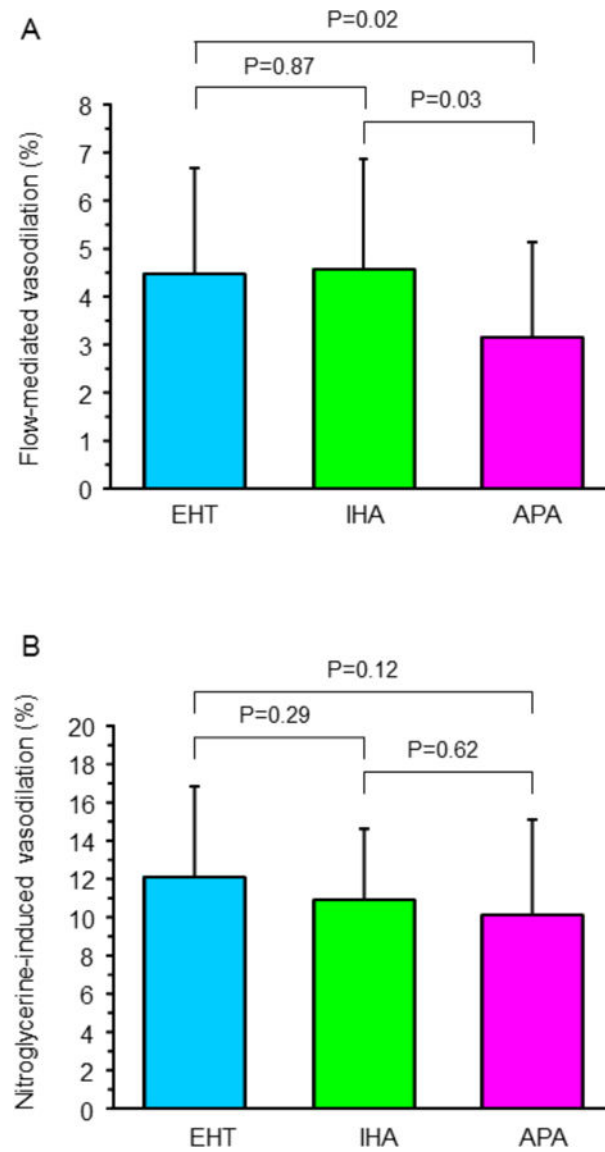 A
P=0.02
P=0.87
P=0.03
Flow-mediated vasodilation (%)
8
7
6
5
4
3
2
1
0
EHT IHA APA
B
P=0.12
P=0.29
P=0.62
Nitroglycerine-induced vasodilation (%)
20
18
16
14
12
10
8
6
4
2
0
EHT IHA APA